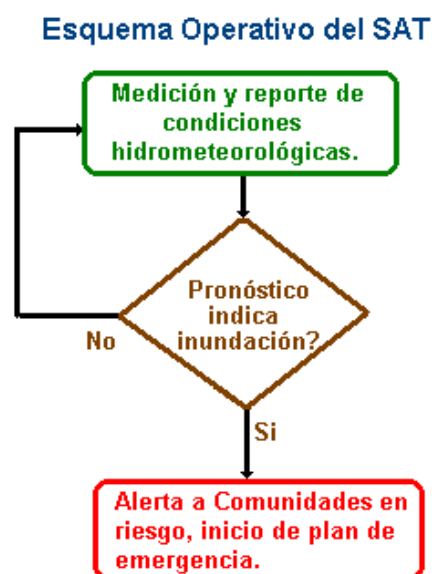 Esquema Operativo del SAT
Medición y reporte de
condiciones
hidrometeorológicas.
Pronóstico
indica
inundación?
No
Si
Alerta a Comunidades en
riesgo, inicio de plan de
emergencia.